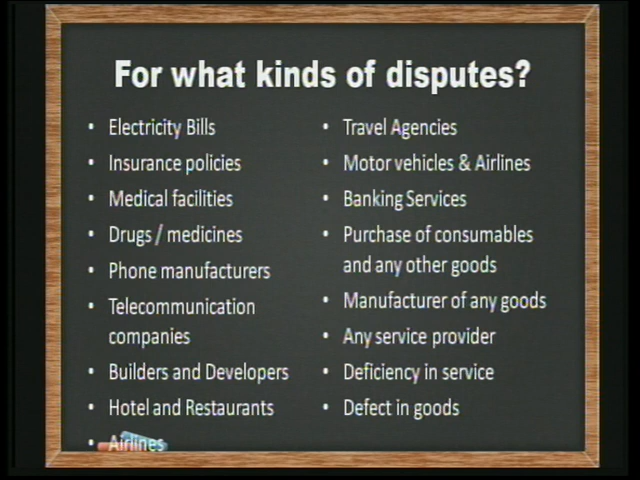 For what kinds of disputes?
• Electricity Bills
• Insurance policies
• Medical facilities
• Drugs / medicines
• Phone manufacturers
• Telecommunication
companies
• Builders and Developers
• Hotel and Restaurants
• Airlines
• Travel Agencies
• Motor vehicles & Airlines
• Banking Services
• Purchase of consumables
and any other goods
• Manufacturer of any goods
• Any service provider
• Deficiency in service
• Defect in goods